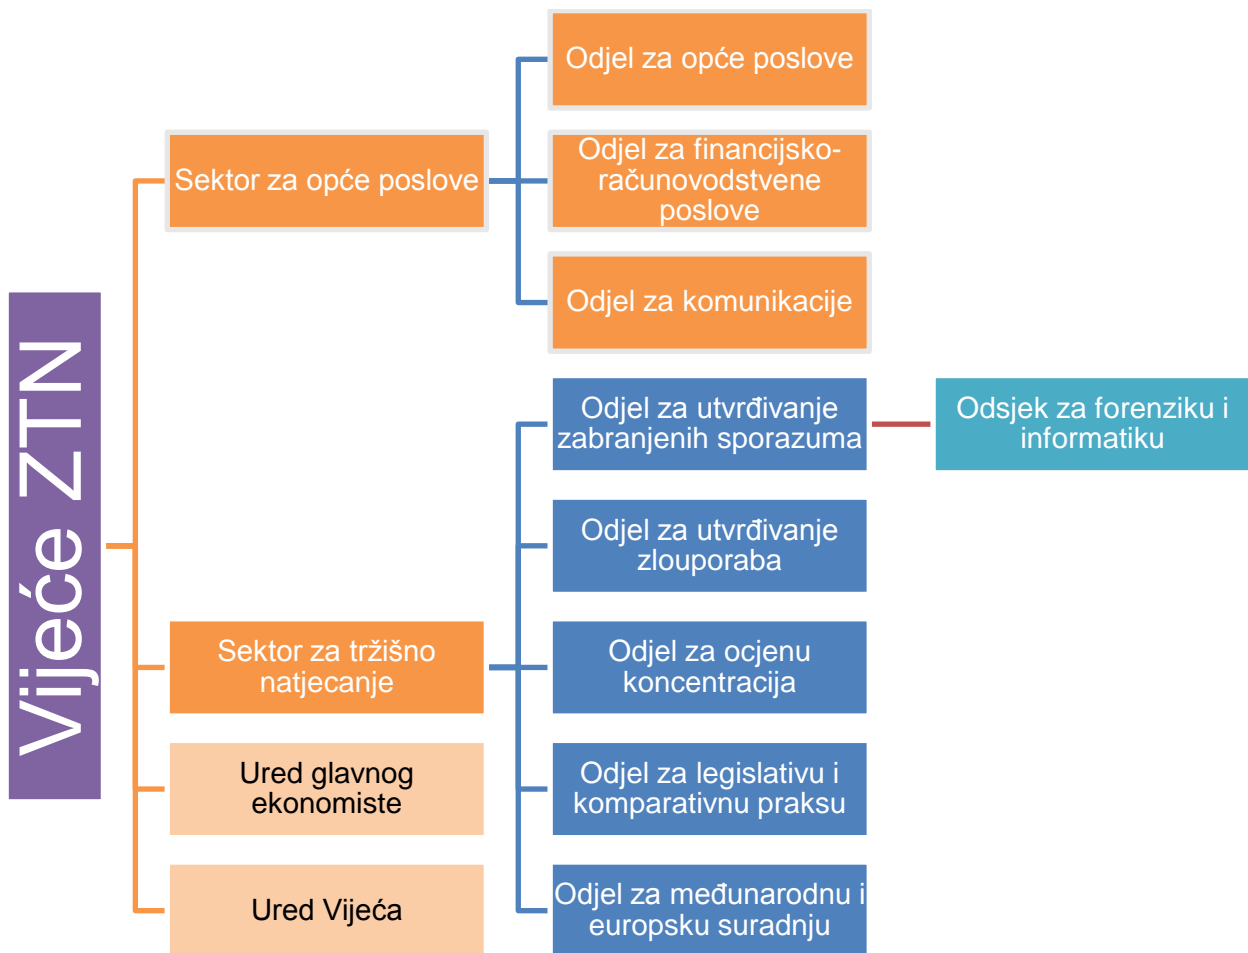 Vijeće ZTN
Sektor za opće poslove
Odjel za opće poslove
Odjel za financijsko-
računovodstvene
poslove
Odjel za komunikacije
Sektor za tržišno
natjecanje
Odjel za utvrđivanje
zabranjenih sporazuma
Odsjek za forenziku i
informatiku
Odjel za utvrđivanje
zlouporaba
Odjel za ocjenu
koncentracija
Odjel za legislativu i
komparativnu praksu
Odjel za međunarodnu i
europsku suradnju
Ured glavnog
ekonomiste
Ured Vijeća